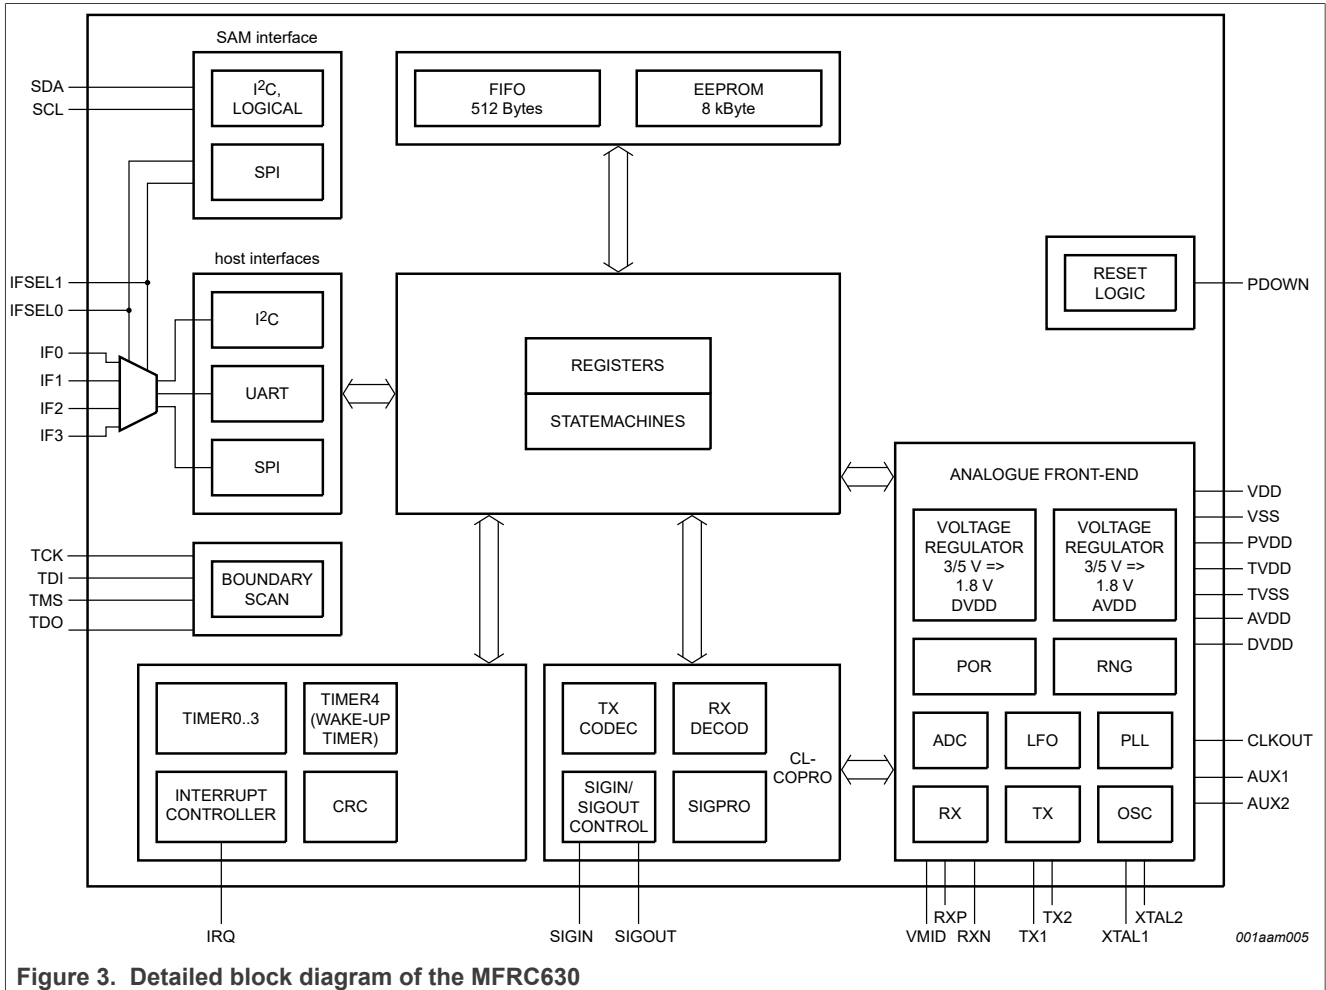 SAM interface
SDA
SCL
I2C,
LOGICAL
SPI
FIFO
512 Bytes
EEPROM
8 kByte
IFSEL1
IFSEL0
IF0
IF1
IF2
IF3
host interfaces
I2C
UART
SPI
REGISTERS
STATEMACHINES
RESET
LOGIC
PDOWN
TCK
TDI
TMS
TDO
BOUNDARY
SCAN
ANALOGUE FRONT-END
VOLTAGE
REGULATOR
3/5 V =>
1.8 V
DVDD
VOLTAGE
REGULATOR
3/5 V =>
1.8 V
AVDD
POR
RNG
ADC
LFO
PLL
RX
TX
OSC
VDD
VSS
PVDD
TVDD
TVSS
AVDD
DVDD
CLKOUT
AUX1
AUX2
TIMER0..3
TIMER4
(WAKE-UP
TIMER)
INTERRUPT
CONTROLLER
CRC
TX
CODEC
RX
DECOD
CL-
COPRO
SIGIN/
SIGOUT
CONTROL
SIGPRO
IRQ
SIGIN
SIGOUT
VMID
RXP
RXN
TX1
TX2
XTAL1
XTAL2
001aam005
Figure 3. Detailed block diagram of the MFRC630